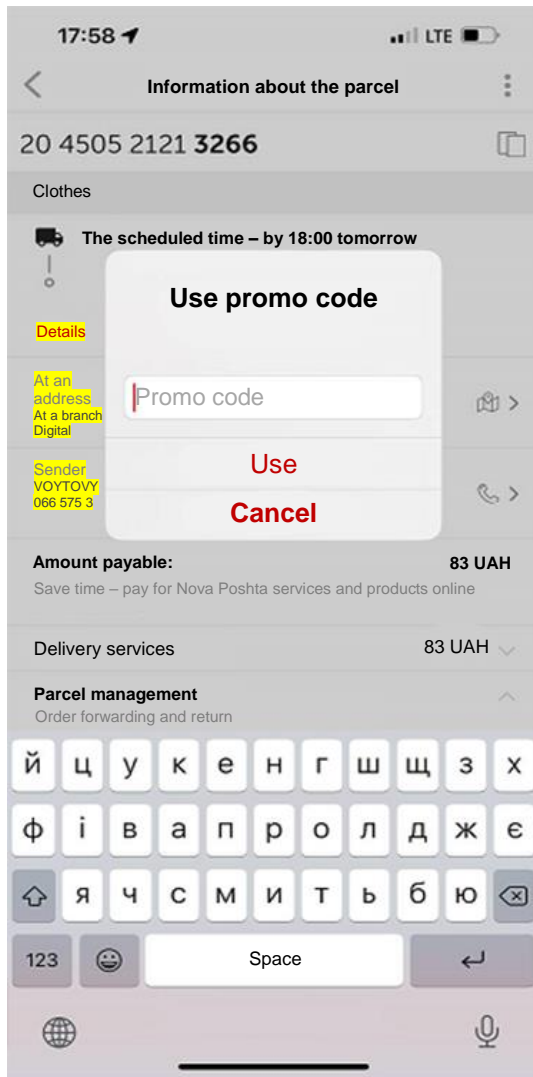 17:58
LTE
Information about the parcel
20 4505 2121 3266
Clothes
The scheduled time – by 18:00 tomorrow
Use promo code
Details
At an
address
At a branch
Digital
Promo code
Use
Sender
VOYTOVY
066 575 3
Cancel
Amount payable: 83 UAH
Save time – pay for Nova Poshta services and products online
Delivery services 83 UAH
Parcel management
Order forwarding and return
й ц у к е н г ш щ з х
ф і в а п р о л д ж є
я ч с м и т ь б ю
123 Space